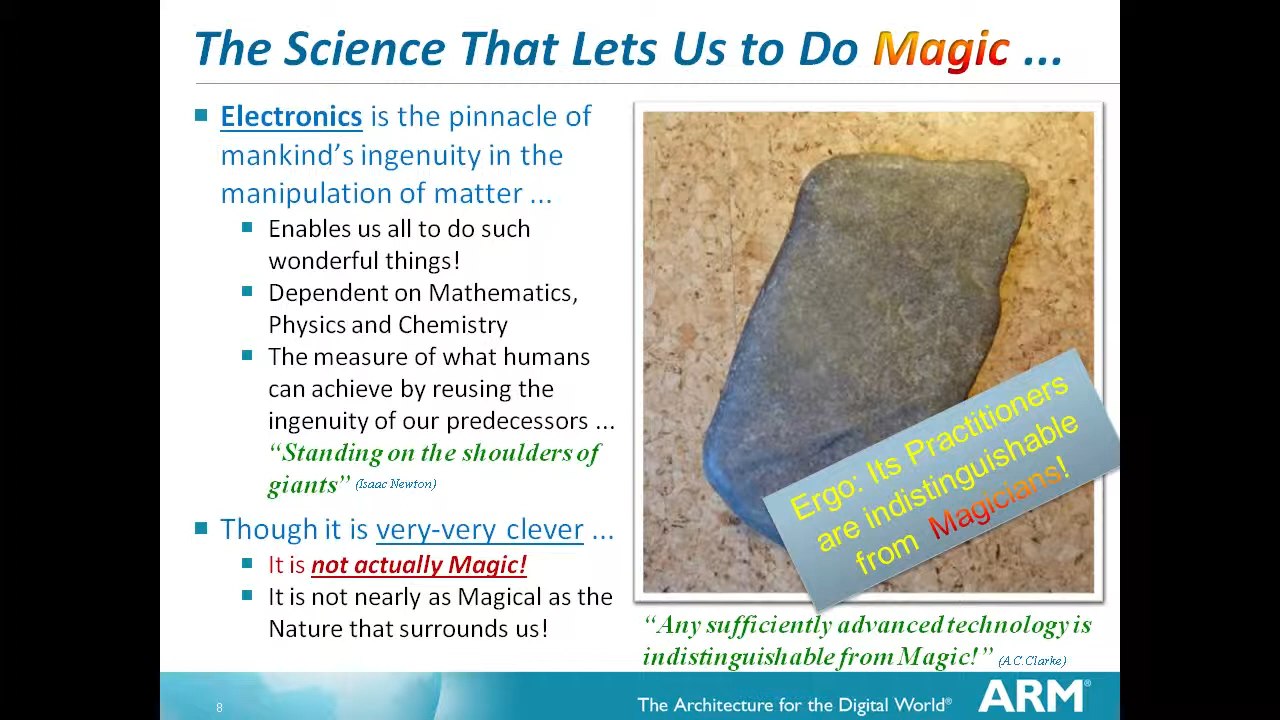 The Science That Lets Us to Do Magic ...
Electronics is the pinnacle of
mankind’s ingenuity in the
manipulation of matter ...
Enables us all to do such
wonderful things!
Dependent on Mathematics,
Physics and Chemistry
The measure of what humans
can achieve by reusing the
ingenuity of our predecessors ...
“Standing on the shoulders of
giants” (Isaac Newton)
Though it is very-very clever ...
It is not actually Magic!
It is not nearly as Magical as the
Nature that surrounds us!
Ergo: Its Practitioners
are indistinguishable
from Magicians!
“Any sufficiently advanced technology is
indistinguishable from Magic!” (A.C.Clarke)
8
The Architecture for the Digital World®
ARM®